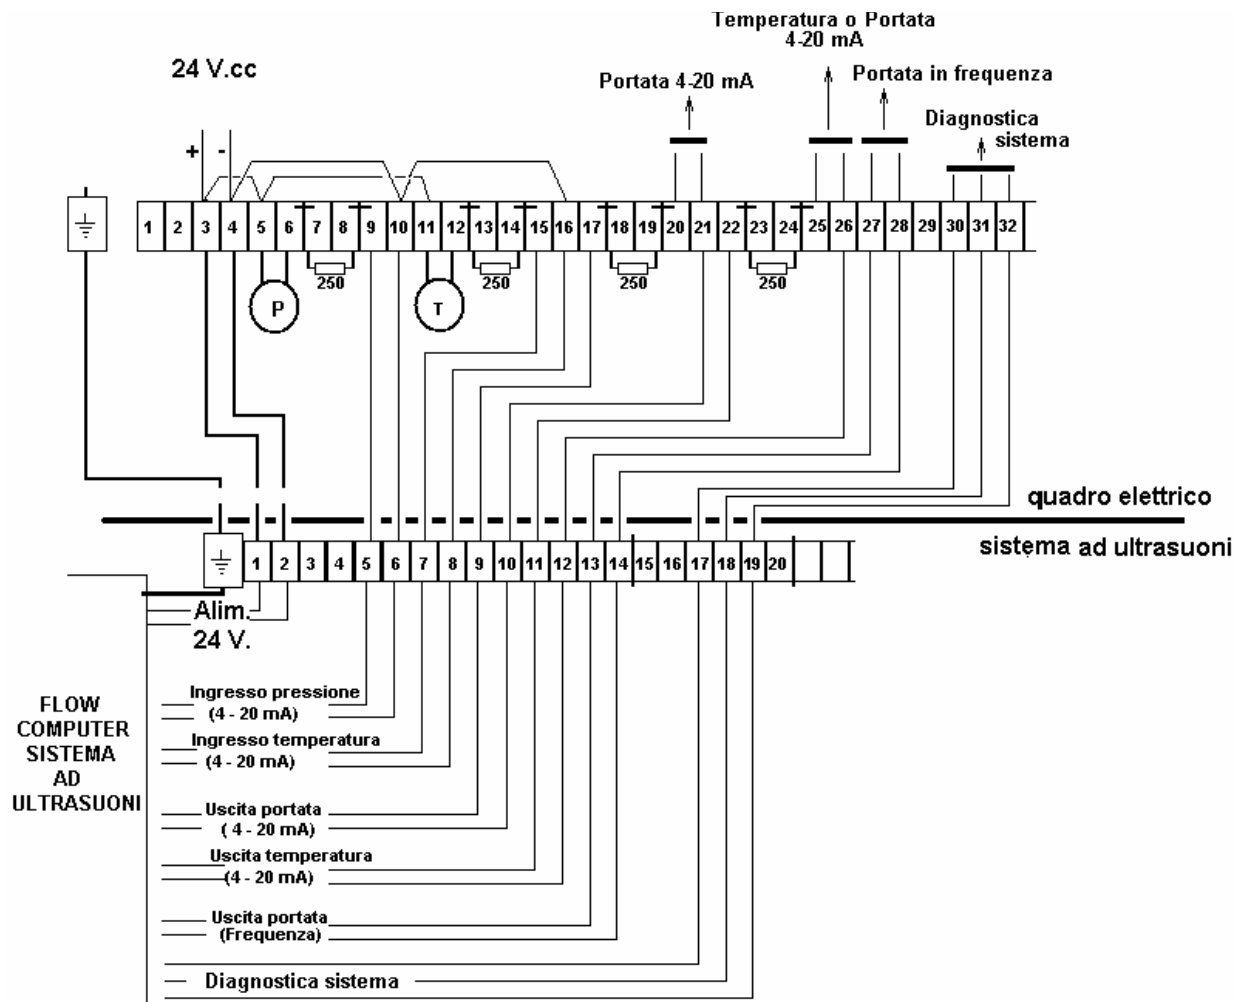 Temperatura o Portata
4-20 mA
24 V.cc
Portata 4-20 mA
Portata in frequenza
Diagnostica
sistema
+ -
1 2 3 4 5 6 7 8 9 10 11 12 13 14 15 16 17 18 19 20 21 22 23 24 25 26 27 28 29 30 31 32
250 250 250 250
P T
quadro elettrico
sistema ad ultrasuoni
1 2 3 4 5 6 7 8 9 10 11 12 13 14 15 16 17 18 19 20
Alim.
24 V.
FLOW
COMPUTER
SISTEMA
AD
ULTRASUONI
Ingresso pressione
(4 - 20 mA)
Ingresso temperatura
(4 - 20 mA)
Uscita portata
( 4 - 20 mA)
Uscita temperatura
(4 - 20 mA)
Uscita portata
(Frequenza)
Diagnostica sistema